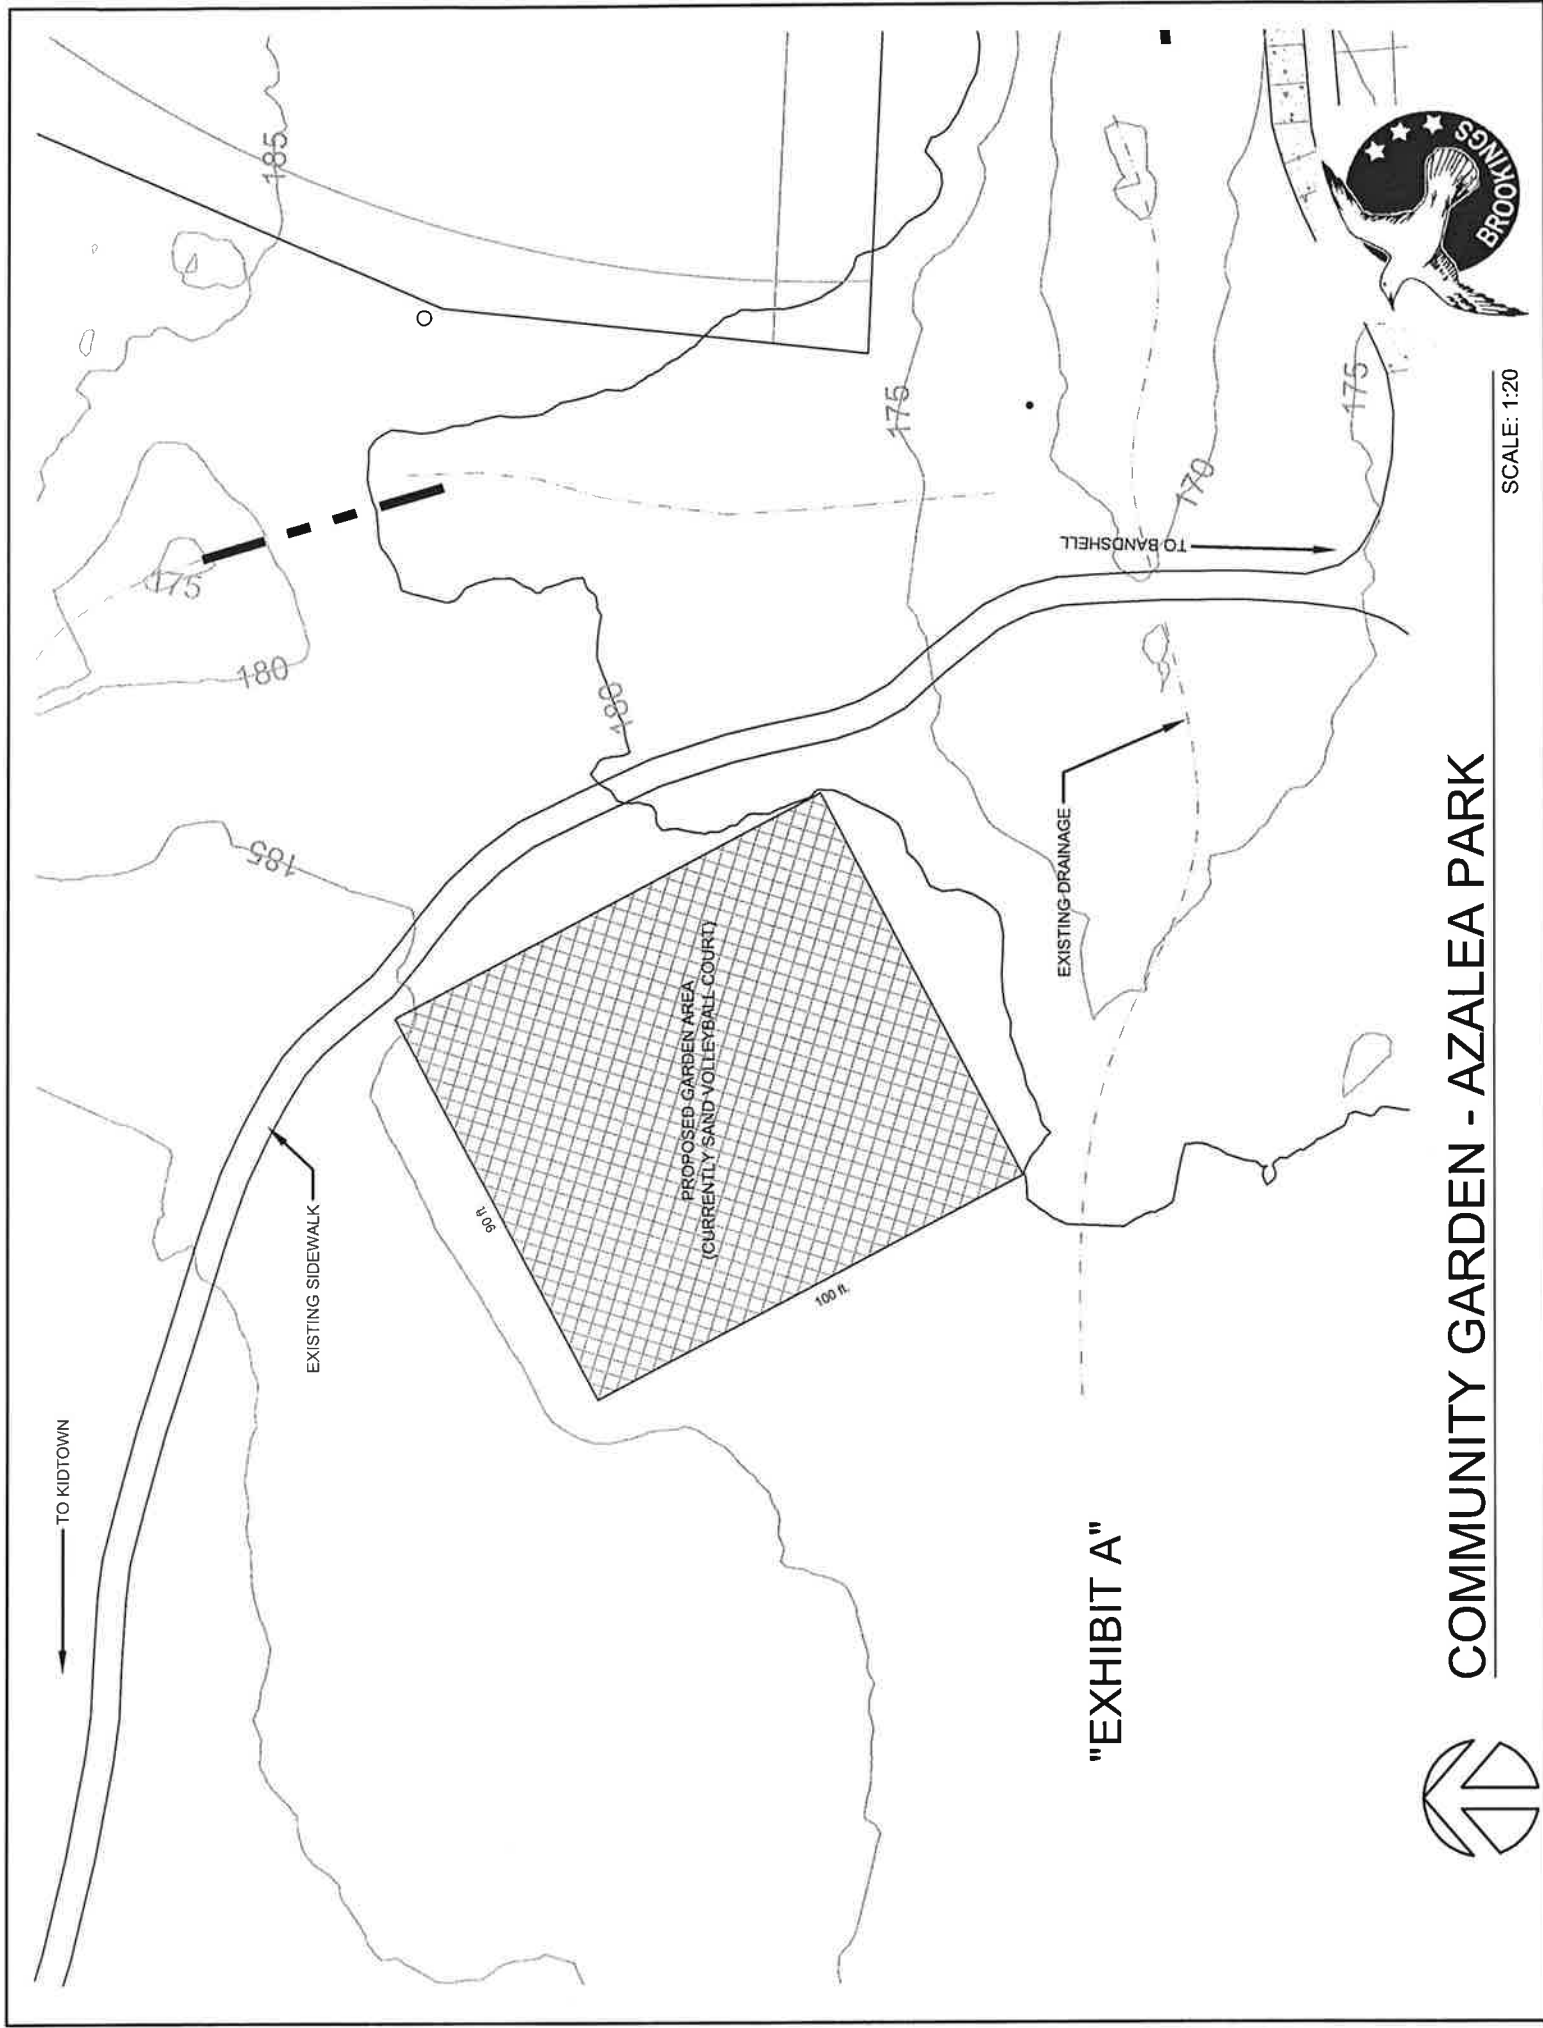 TO KIDTOWN
EXISTING SIDEWALK
185
180
175
185
180
90 ft.
100 ft.
PROPOSED GARDEN AREA
(CURRENTLY SAND VOLLEYBALL COURT)
175
EXISTING DRAINAGE
TO BANDSHELL
170
175
"EXHIBIT A"
COMMUNITY GARDEN - AZALEA PARK
SCALE: 1:20
BROOKINGS